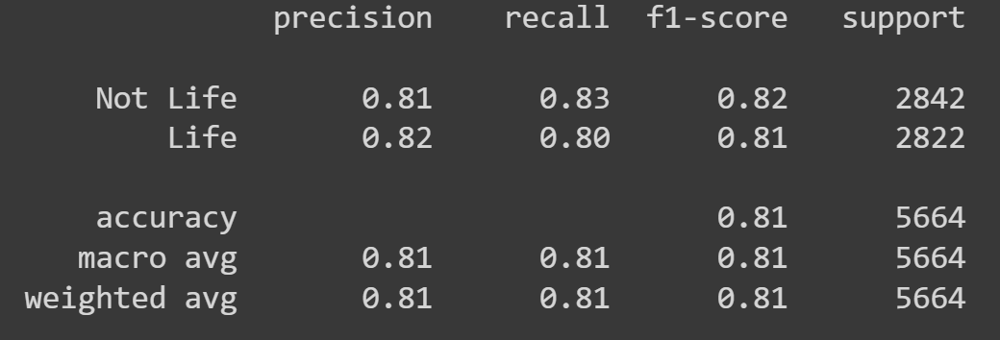 precision recall f1-score support
Not Life 0.81 0.83 0.82 2842
Life 0.82 0.80 0.81 2822
accuracy 0.81 5664
macro avg 0.81 0.81 0.81 5664
weighted avg 0.81 0.81 0.81 5664